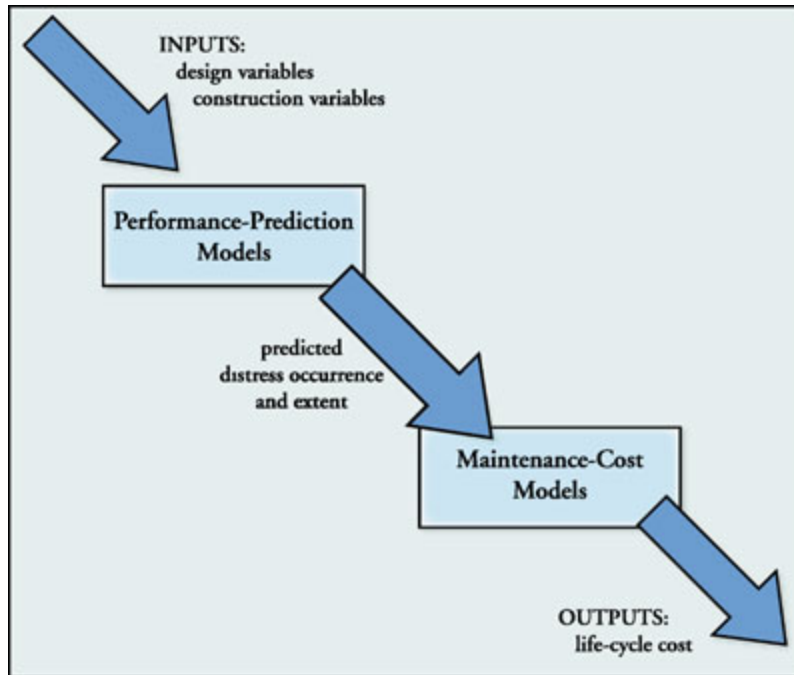 INPUTS:
design variables
construction variables
Performance-Prediction
Models
predicted
distress occurrence
and extent
Maintenance-Cost
Models
OUTPUTS:
life-cycle cost